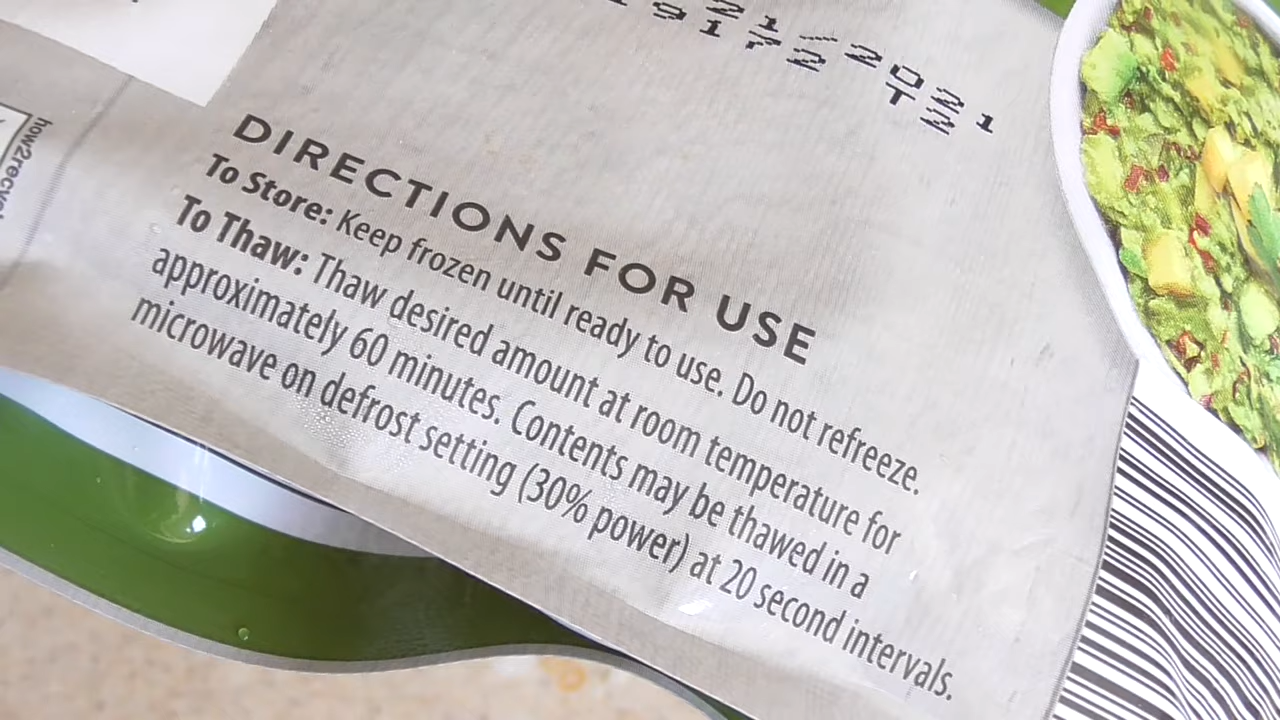 DIRECTIONS FOR USE
To Store: Keep frozen until ready to use. Do not refreeze.
To Thaw: Thaw desired amount at room temperature for
approximately 60 minutes. Contents may be thawed in a
microwave on defrost setting (30% power) at 20 second intervals.